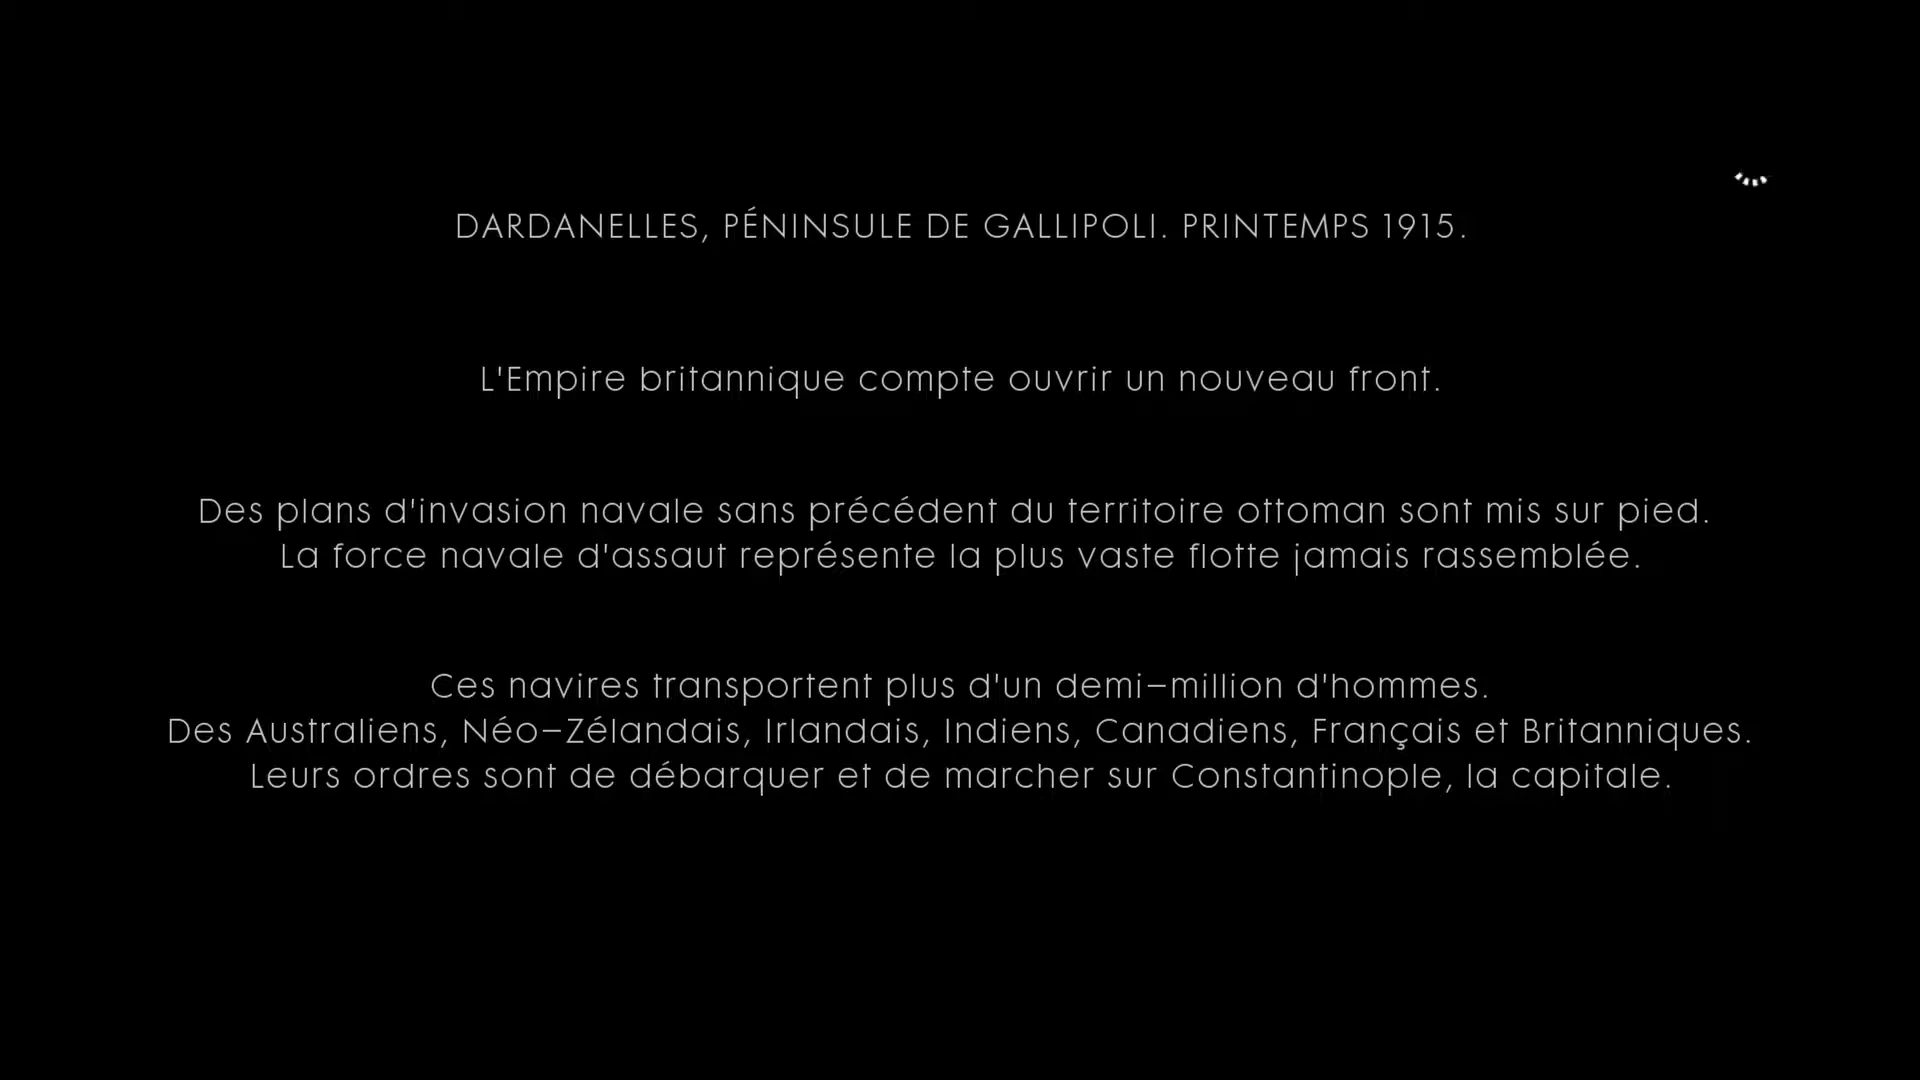 DARDANELLES, PÉNINSULE DE GALLIPOLI. PRINTEMPS 1915.
L'Empire britannique compte ouvrir un nouveau front.
Des plans d'invasion navale sans précédent du territoire ottoman sont mis sur pied.
La force navale d'assaut représente la plus vaste flotte jamais rassemblée.
Ces navires transportent plus d'un demi-million d'hommes.
Des Australiens, Néo-Zélandais, Irlandais, Indiens, Canadiens, Français et Britanniques.
Leurs ordres sont de débarquer et de marcher sur Constantinople, la capitale.